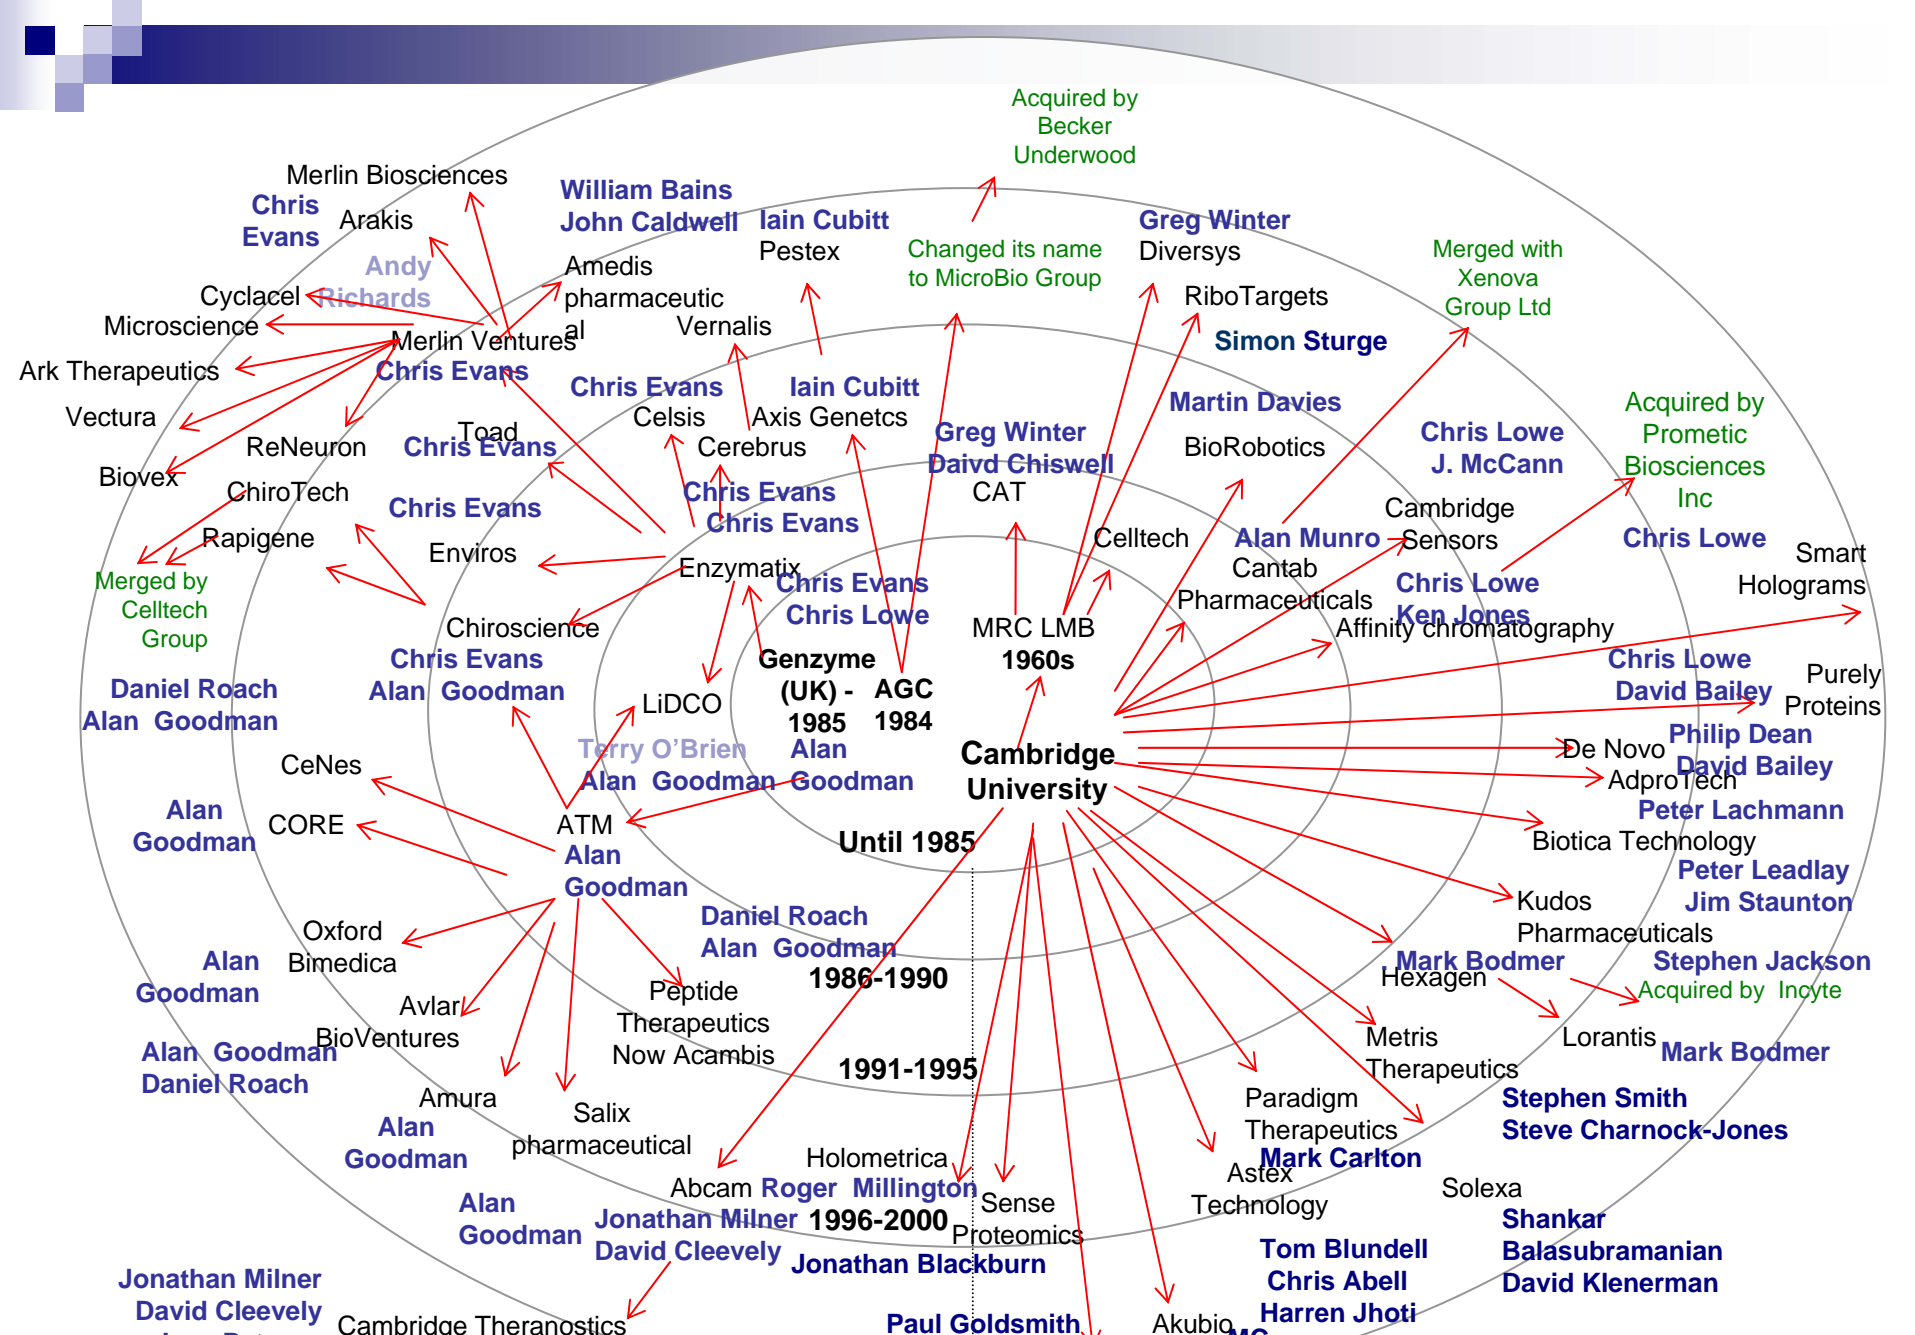 Acquired by
Becker
Underwood
Merlin Biosciences
Chris
Evans
Arakis
William Bains
John Caldwell
Iain Cubitt
Pestex
Changed its name
to MicroBio Group
Greg Winter
Diversys
RiboTargets
Simon Sturge
Merged with
Xenova
Group Ltd
Andy
Richards
Cyclacel
Microscience
Amedis
pharmaceutic
al
Vernalis
Merlin Ventures
Chris Evans
Ark Therapeutics
Vectura
Biovex
ReNeuron
Toad
Chris Evans
Chris Evans
Celsis
Iain Cubitt
Axis Genetcs
Cerebrus
Greg Winter
Daivd Chiswell
CAT
Martin Davies
BioRobotics
Chris Lowe
J. McCann
Cambridge
Sensors
Acquired by
Prometic
Biosciences
Inc
Chris Lowe
Smart
Holograms
ChiroTech
Rapigene
Chris Evans
Enviros
Chris Evans
Chris Evans
Enzymatix
Chris Evans
Chris Lowe
Celltech
Alan Munro
Cantab
Pharmaceuticals
Chris Lowe
Ken Jones
Affinity chromatography
Merged by
Celltech
Group
Chiroscience
Chris Evans
Alan Goodman
Daniel Roach
Alan Goodman
LiDCO
Terry O’Brien
Alan Goodman
Genzyme
(UK) -
1985
AGC
1984
Alan
Goodman
MRC LMB
1960s
Cambridge
University
Until 1985
Chris Lowe
David Bailey
Purely
Proteins
De Novo
Philip Dean
David Bailey
AdproTech
Peter Lachmann
Biotica Technology
Peter Leadlay
Jim Staunton
Kudos
Pharmaceuticals
Stephen Jackson
CeNes
Alan
Goodman
CORE
ATM
Alan
Goodman
Daniel Roach
Alan Goodman
1986-1990
Oxford
Bimedica
Alan
Goodman
Avlar
BioVentures
Alan Goodman
Daniel Roach
Peptide
Therapeutics
Now Acambis
1991-1995
Mark Bodmer
Hexagen
Acquired by Incyte
Lorantis
Mark Bodmer
Metris
Therapeutics
Stephen Smith
Steve Charnock-Jones
Amura
Alan
Goodman
Salix
pharmaceutical
Alan
Goodman
Paradigm
Therapeutics
Mark Carlton
Astex
Technology
Tom Blundell
Chris Abell
Harren Jhoti
Solexa
Shankar
Balasubramanian
David Klenerman
Holometrica
Roger Millington
Abcam
Jonathan Milner
David Cleevely
1996-2000
Sense
Proteomics
Jonathan Blackburn
Jonathan Milner
David Cleevely
Cambridge Theranostics
Paul Goldsmith
Akubio